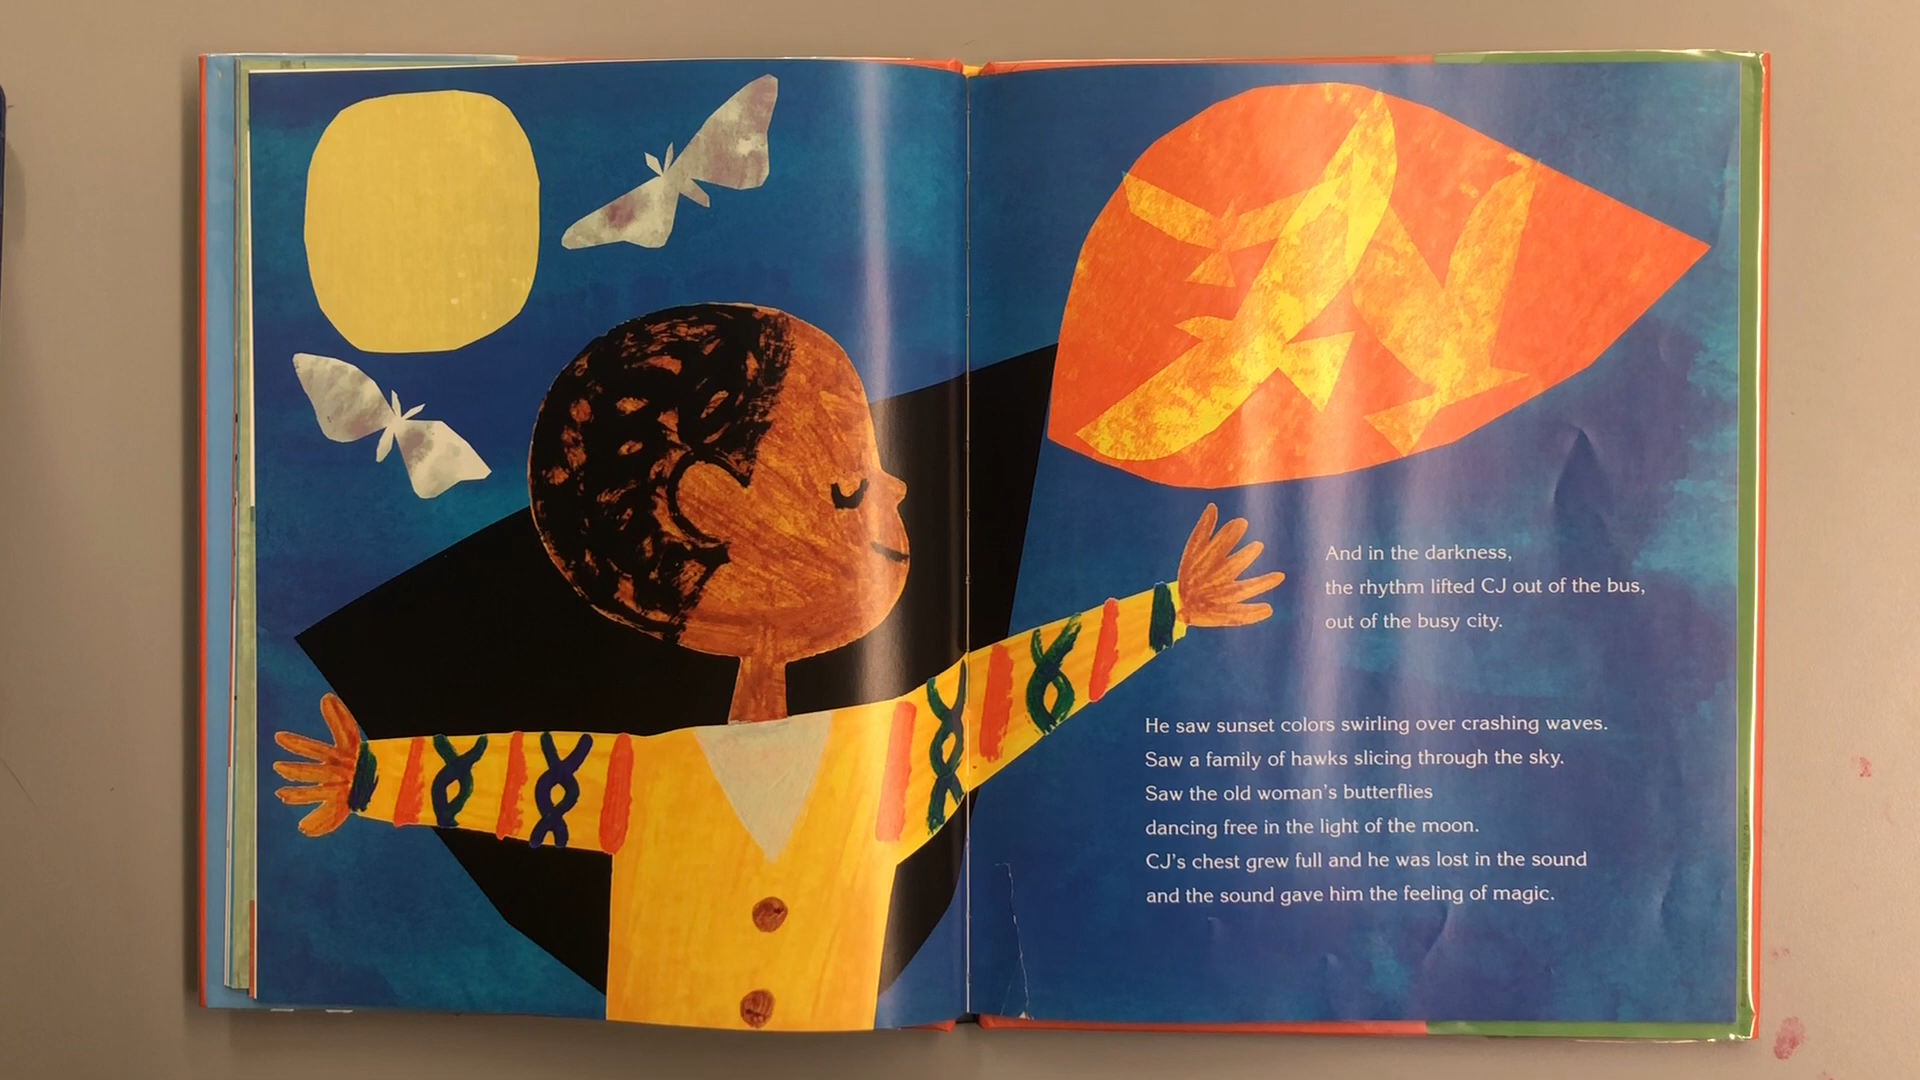 And in the darkness,
the rhythm lifted CJ out of the bus,
out of the busy city.
He saw sunset colors swirling over crashing waves.
Saw a family of hawks slicing through the sky.
Saw the old woman's butterflies
dancing free in the light of the moon.
CJ's chest grew full and he was lost in the sound
and the sound gave him the feeling of magic.